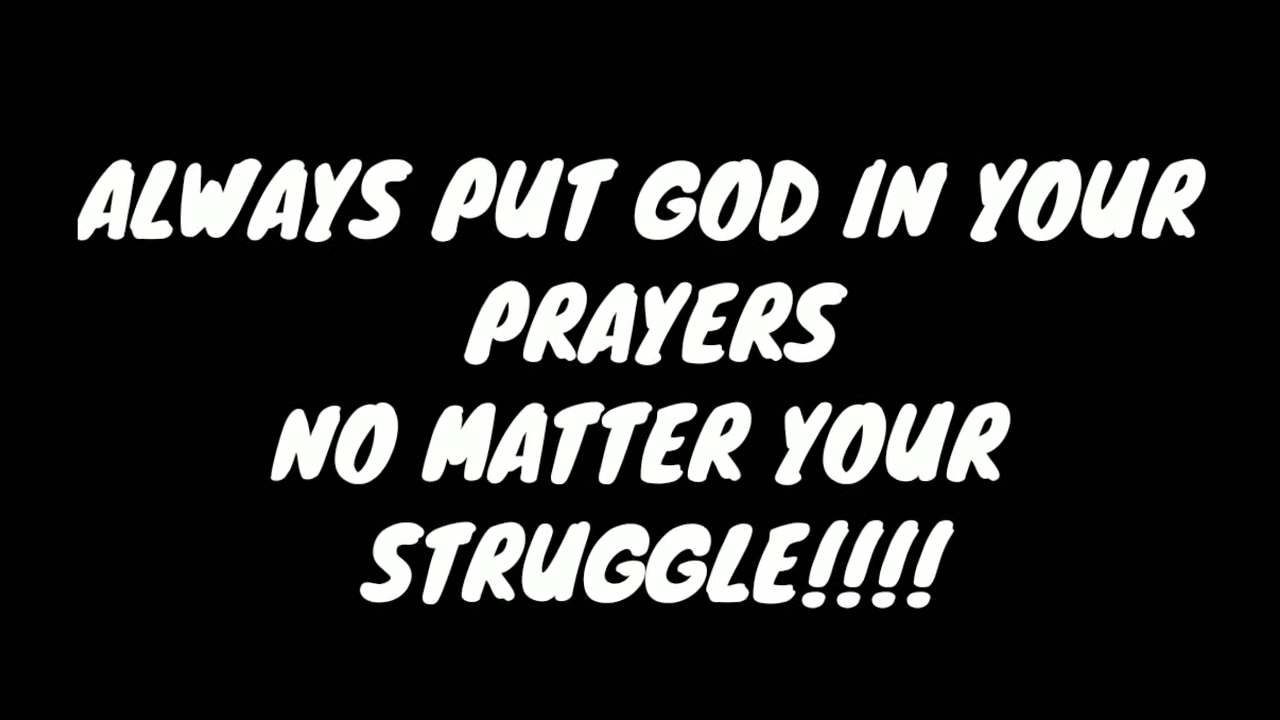 ALWAYS PUT GOD IN YOUR
PRAYERS
NO MATTER YOUR
STRUGGLE!!!!